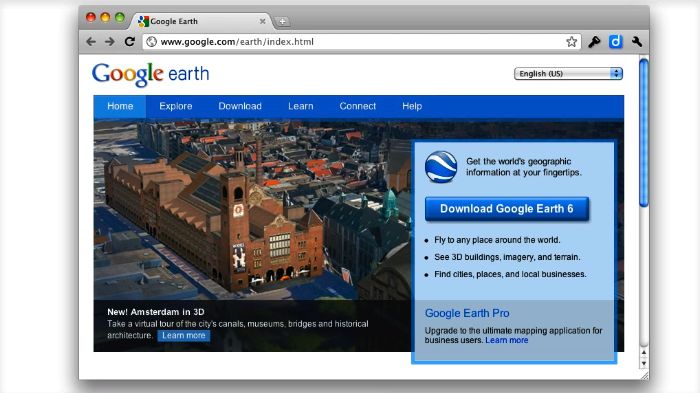 Google Earth
www.google.com/earth/index.html
Google earth
English (US)
Home Explore Download Learn Connect Help
Get the world's geographic
information at your fingertips.
Download Google Earth 6
Fly to any place around the world.
See 3D buildings, imagery, and terrain.
Find cities, places, and local businesses.
New! Amsterdam in 3D
Take a virtual tour of the city's canals, museums, bridges and historical
architecture. Learn more
Google Earth Pro
Upgrade to the ultimate mapping application for
business users. Learn more